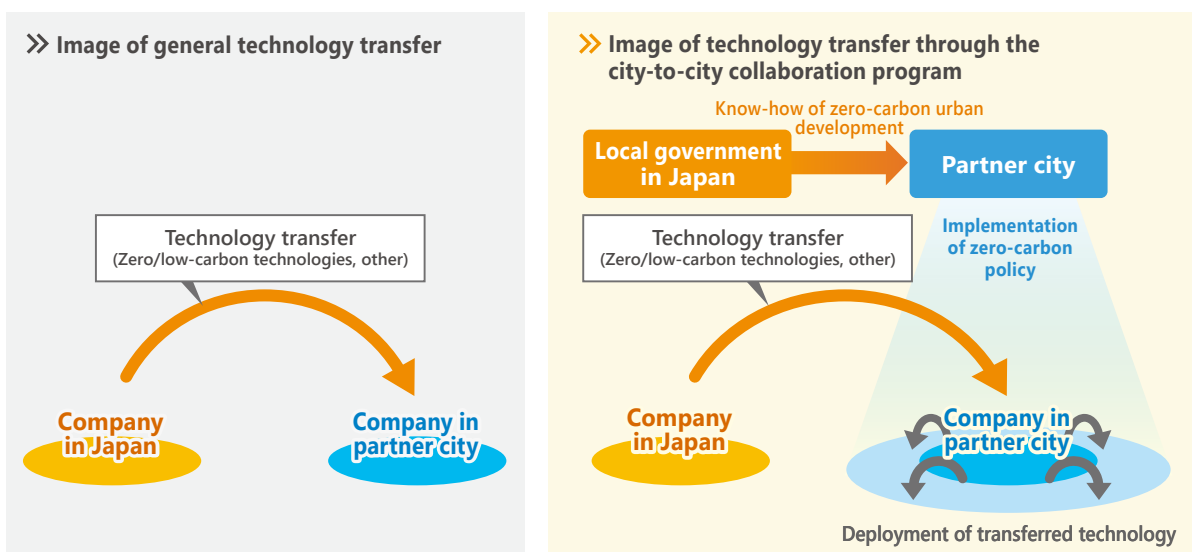 Image of general technology transfer
Technology transfer
(Zero/low-carbon technologies, other)
Company
in Japan
Company in
partner city
Image of technology transfer through the
city-to-city collaboration program
Know-how of zero-carbon urban
development
Local government
in Japan
Partner city
Technology transfer
(Zero/low-carbon technologies, other)
Implementation
of zero-carbon
policy
Company
in Japan
Company in
partner city
Deployment of transferred technology